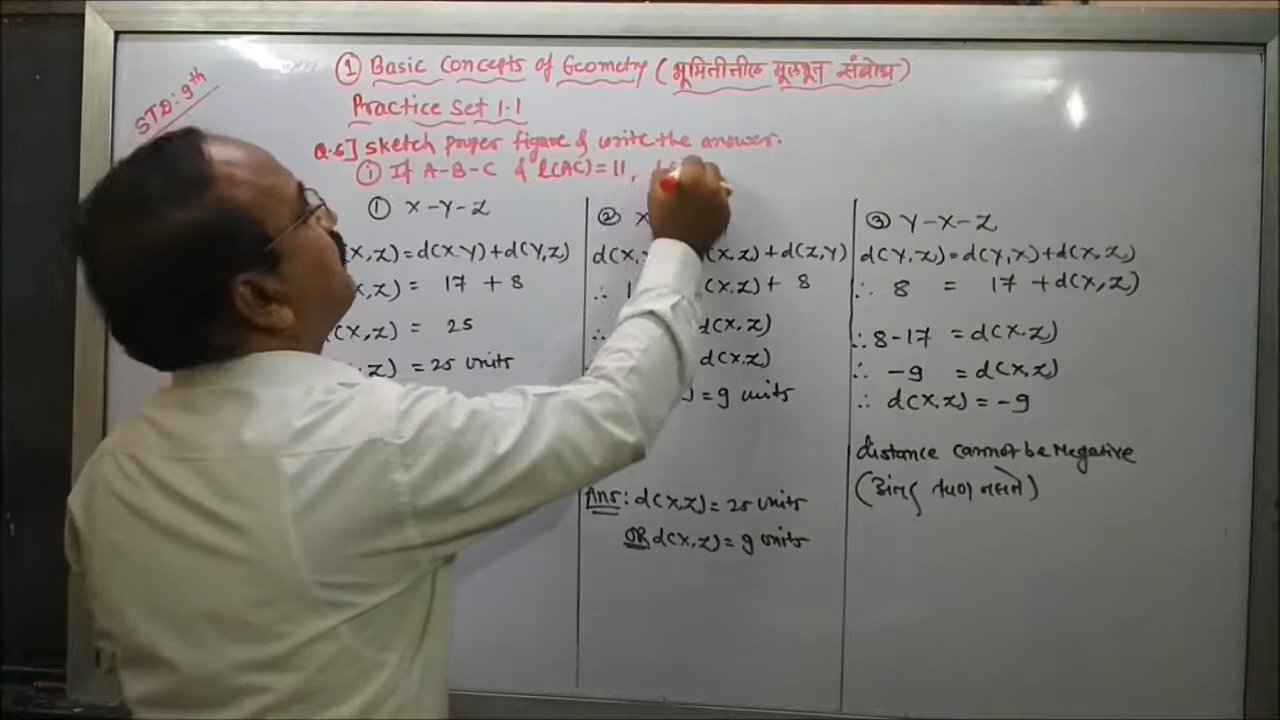 STD: 9th
① Basic Concepts of Geometry (भूमितीतील मूलभूत संबोध)
Practice Set 1.1
Q.6] Sketch proper figure & write the answer.
① If A-B-C & l(AC)=11,
① X-Y-Z
(X,Z)=d(X.Y)+d(Y,Z)
X,Z) = 17 + 8
(X,Z) = 25
Z) = 25 units
② X
d(X, (X,Z)+d(Z,Y)
∴ 1 (X.Z)+ 8
∴ d(X,Z)
d(X.Z)
) = 9 units
Ans: d(X,Z) = 25 units
OR d(X,Z) = 9 units
③ Y-X-Z
d(Y,Z)=d(Y,X)+d(X,Z)
∴ 8 = 17 +d(X,Z)
∴ 8-17 = d(X.Z)
∴ -9 = d(X,Z)
∴ d(X,Z) = -9
distance cannot be Negative